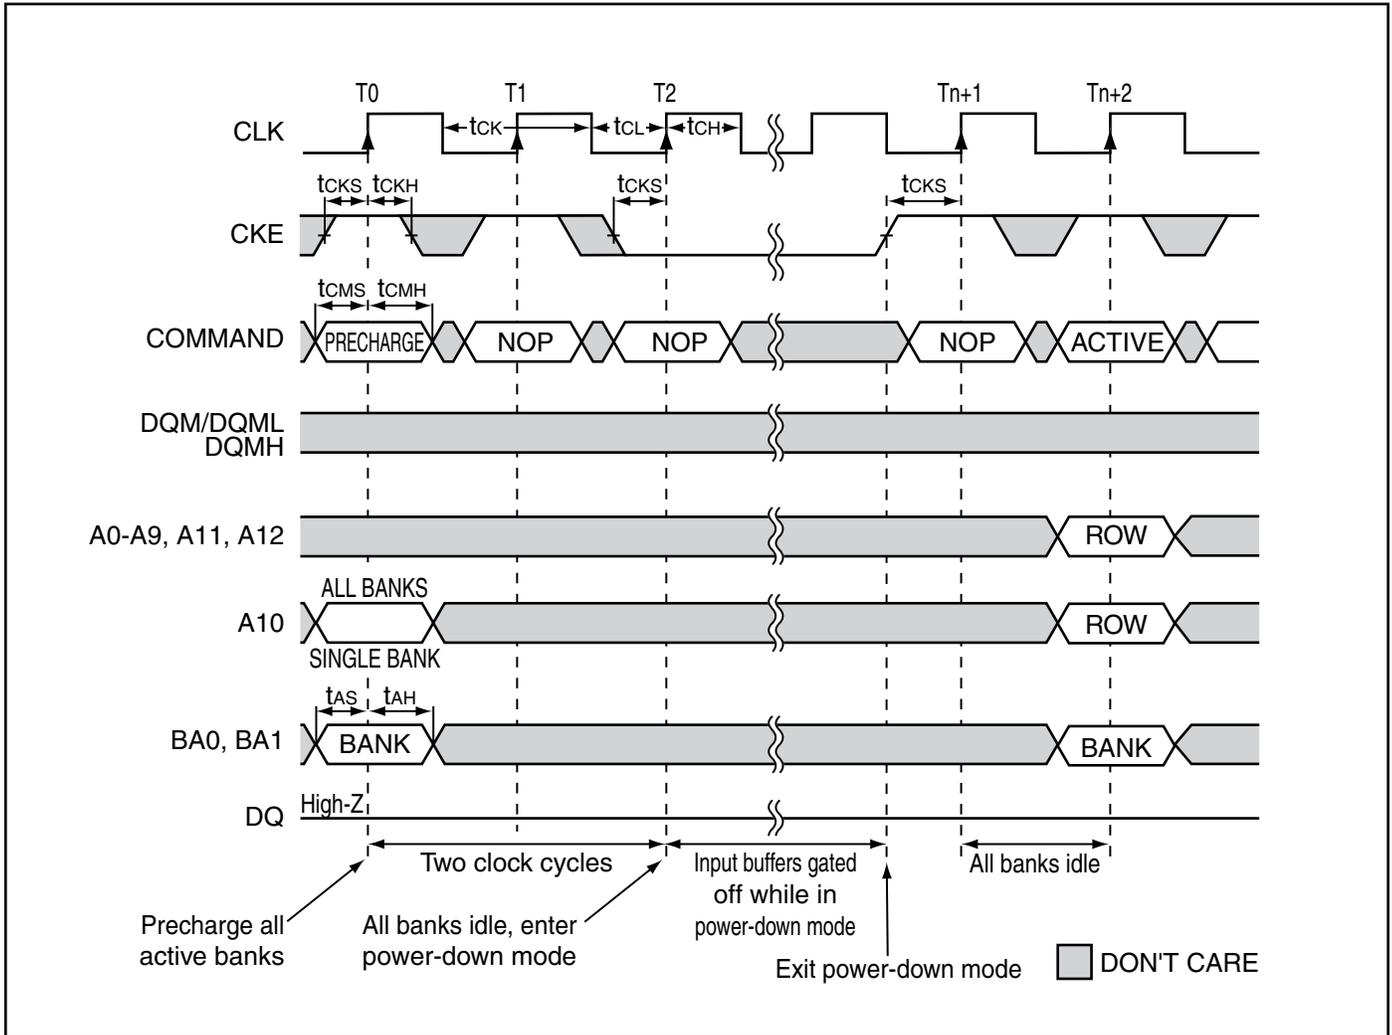 T0 T1 T2 Tn+1 Tn+2
CLK tCK tCL tCH
tCKS tCKH tCKS tCKS
CKE
tCMS tCMH
COMMAND PRECHARGE NOP NOP NOP ACTIVE
DQM/DQML
DQMH
A0-A9, A11, A12 ROW
ALL BANKS
A10 ROW
SINGLE BANK
tAS tAH
BA0, BA1 BANK BANK
High-Z
DQ
Two clock cycles
Input buffers gated
off while in
power-down mode
All banks idle
Precharge all
active banks
All banks idle, enter
power-down mode
Exit power-down mode
DON'T CARE